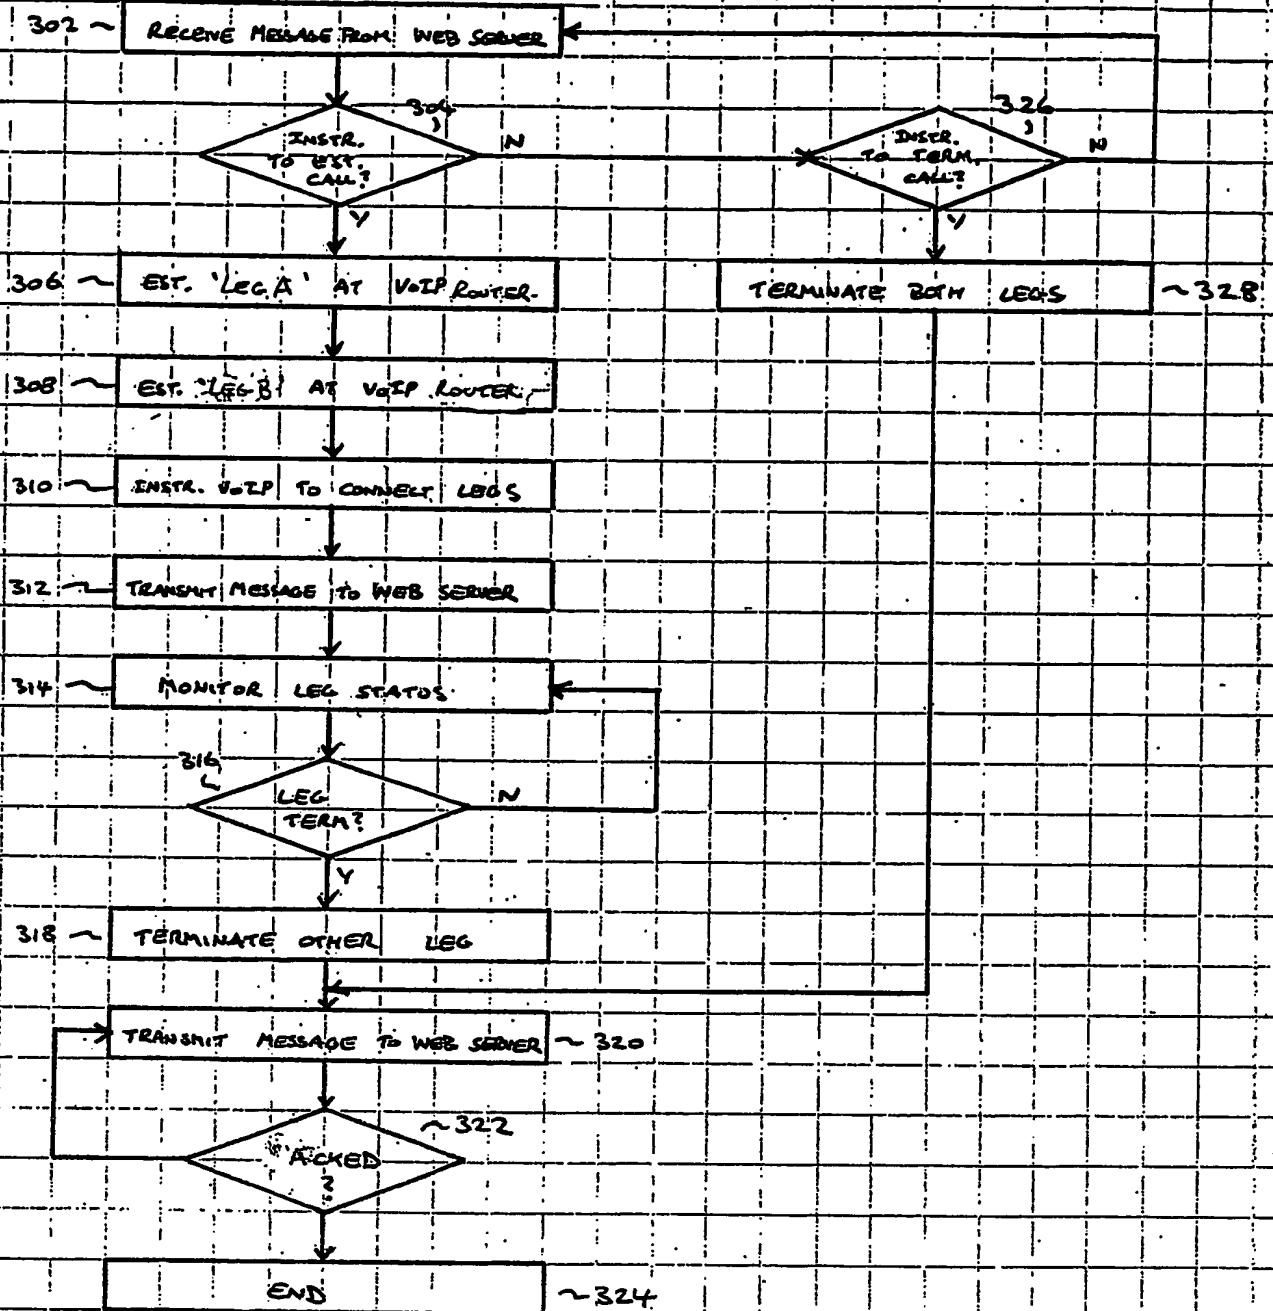 302 ~ RECEIVE MESSAGE FROM WEB SERVER
304
INSTR.
TO EST.
CALL?
N
Y
326
INSTR.
TO TERM.
CALL?
N
Y
306 ~ EST. 'LEG A' AT VoIP ROUTER.
TERMINATE BOTH LEGS ~328
308 ~ EST. 'LEG B' AT VoIP ROUTER
310 ~ INSTR. VoIP TO CONNECT LEGS
312 ~ TRANSMIT MESSAGE TO WEB SERVER
314 ~ MONITOR LEG STATUS
316
LEG
TERM?
N
Y
318 ~ TERMINATE OTHER LEG
TRANSMIT MESSAGE TO WEB SERVER ~ 320
~322
ACKED
?
END ~324